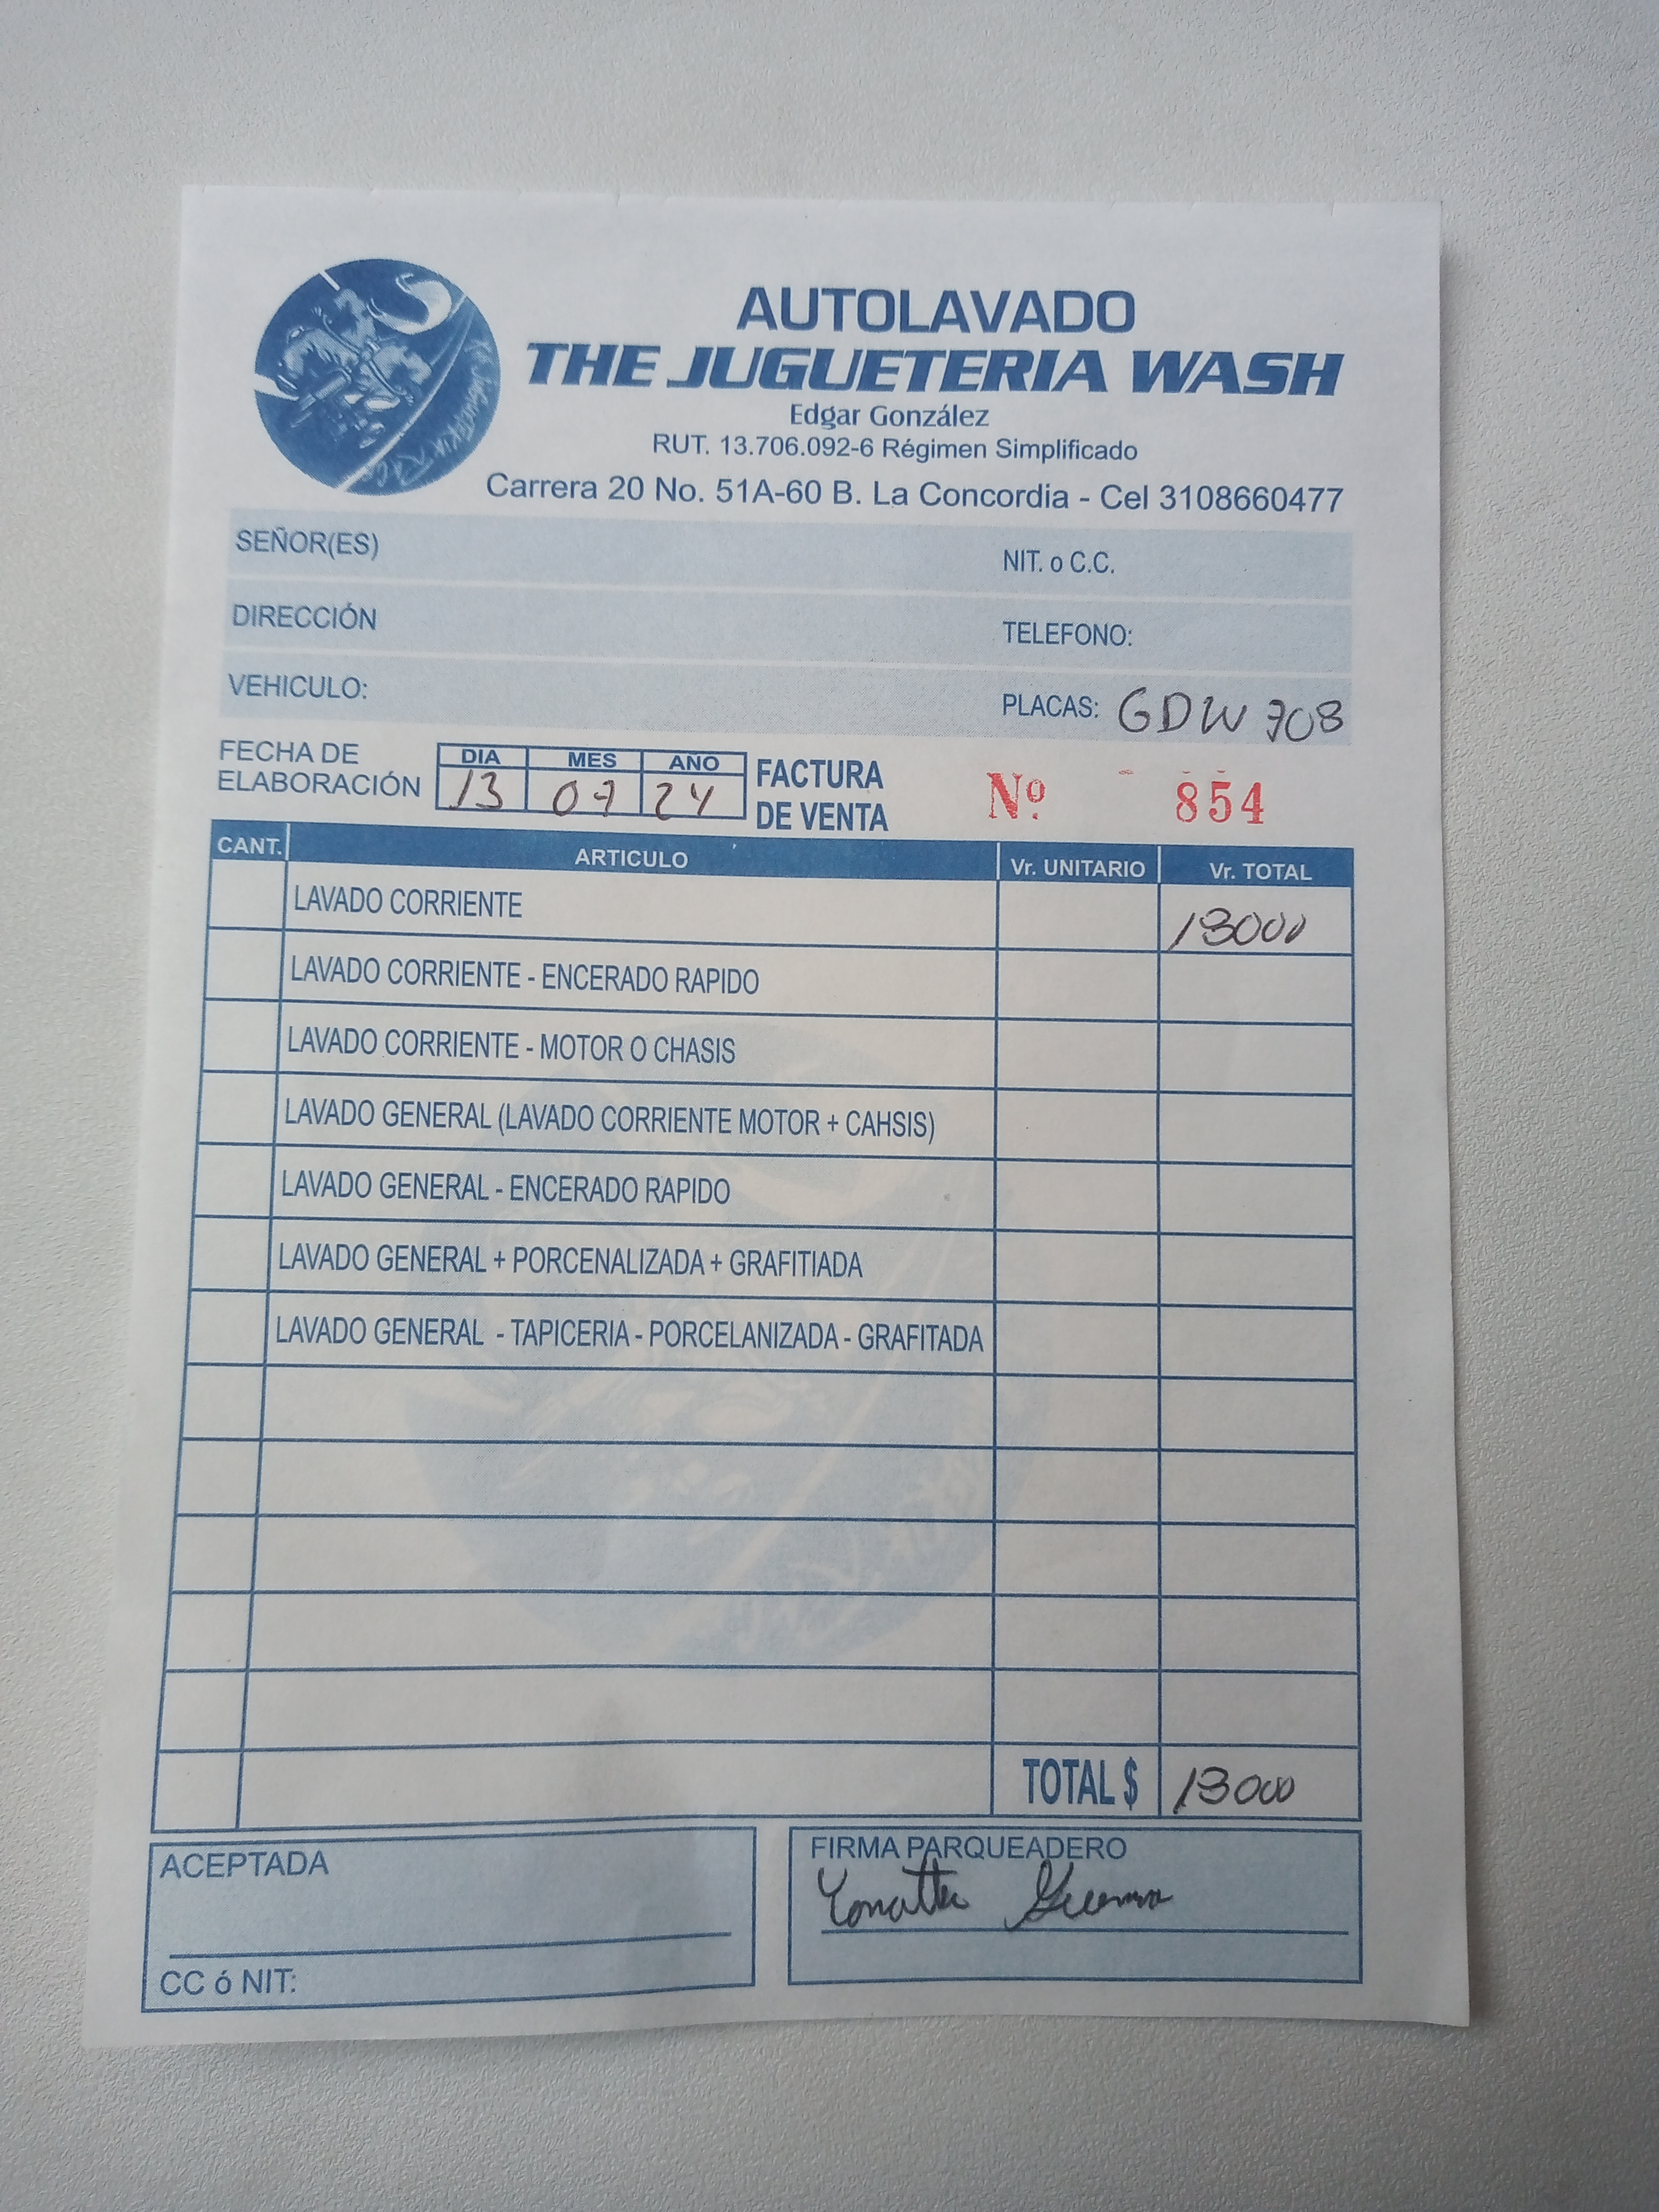 AUTOLAVADO
THE JUGUETERIA WASH
Edgar González
RUT. 13.706.092-6 Régimen Simplificado
Carrera 20 No. 51A-60 B. La Concordia - Cel 3108660477
SEÑOR(ES) NIT. o C.C.
DIRECCIÓN TELEFONO:
VEHICULO: PLACAS: GDW 708
FECHA DE ELABORACIÓN DIA MES AÑO FACTURA DE VENTA Nº 854
13 07 24
CANT. ARTICULO Vr. UNITARIO Vr. TOTAL
LAVADO CORRIENTE 13000
LAVADO CORRIENTE - ENCERADO RAPIDO
LAVADO CORRIENTE - MOTOR O CHASIS
LAVADO GENERAL (LAVADO CORRIENTE MOTOR + CAHSIS)
LAVADO GENERAL - ENCERADO RAPIDO
LAVADO GENERAL + PORCENALIZADA + GRAFITIADA
LAVADO GENERAL - TAPICERIA - PORCELANIZADA - GRAFITADA
TOTAL $ 13000
ACEPTADA FIRMA PARQUEADERO
CC ó NIT: